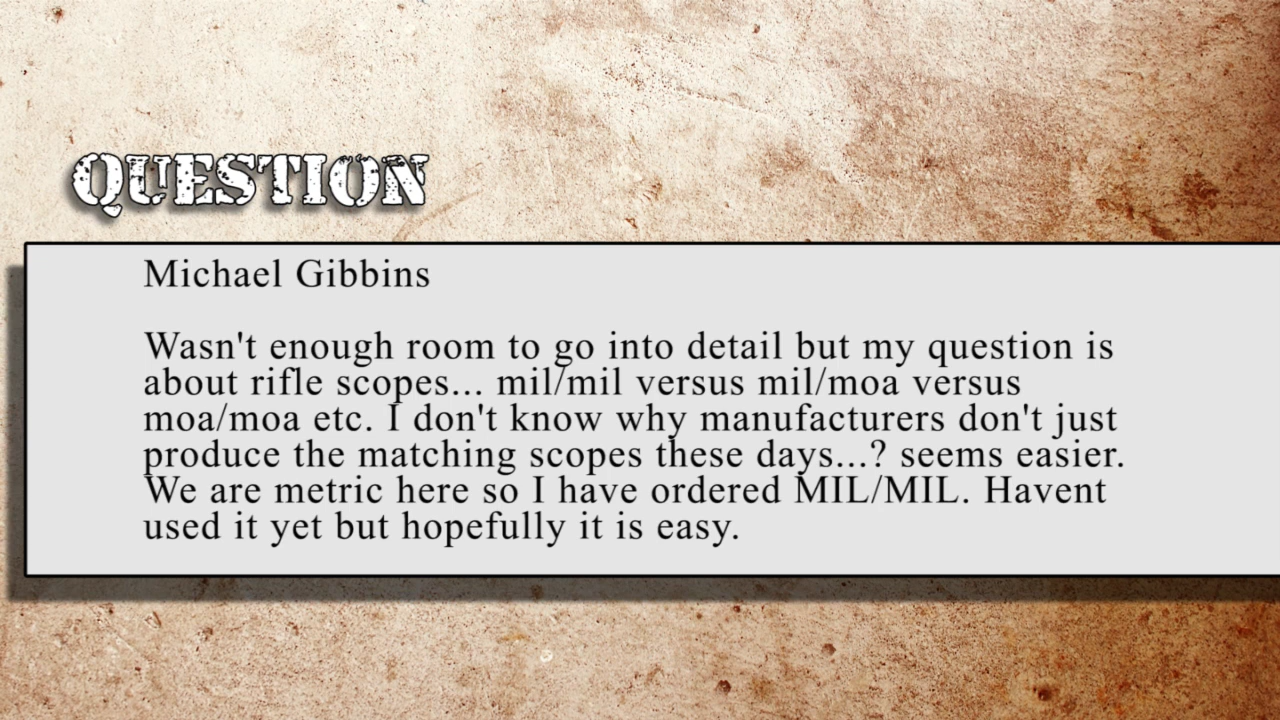 QUESTION
Michael Gibbins
Wasn't enough room to go into detail but my question is
about rifle scopes... mil/mil versus mil/moa versus
moa/moa etc. I don't know why manufacturers don't just
produce the matching scopes these days...? seems easier.
We are metric here so I have ordered MIL/MIL. Havent
used it yet but hopefully it is easy.